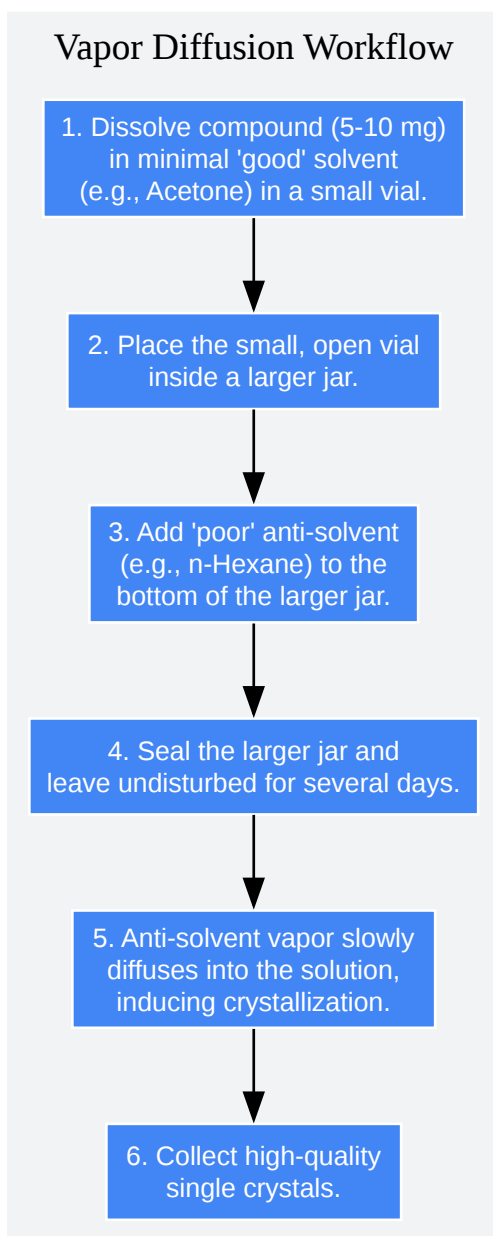 Vapor Diffusion Workflow
1. Dissolve compound (5-10 mg)
in minimal 'good' solvent
(e.g., Acetone) in a small vial.
2. Place the small, open vial
inside a larger jar.
3. Add 'poor' anti-solvent
(e.g., n-Hexane) to the
bottom of the larger jar.
4. Seal the larger jar and
leave undisturbed for several days.
5. Anti-solvent vapor slowly
diffuses into the solution,
inducing crystallization.
6. Collect high-quality
single crystals.